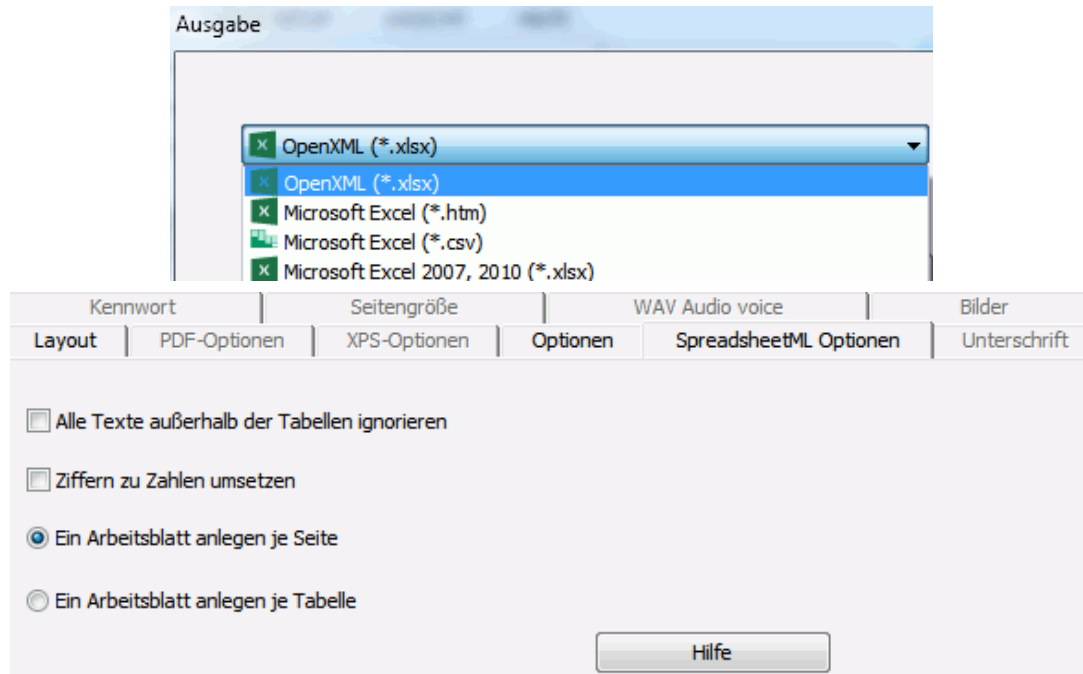 Ausgabe
OpenXML (*.xlsx)
OpenXML (*.xlsx)
Microsoft Excel (*.htm)
Microsoft Excel (*.csv)
Microsoft Excel 2007, 2010 (*.xlsx)
Kennwort Seitengröße WAV Audio voice Bilder
Layout PDF-Optionen XPS-Optionen Optionen SpreadsheetML Optionen Unterschrift
Alle Texte außerhalb der Tabellen ignorieren
Ziffern zu Zahlen umsetzen
Ein Arbeitsblatt anlegen je Seite
Ein Arbeitsblatt anlegen je Tabelle
Hilfe